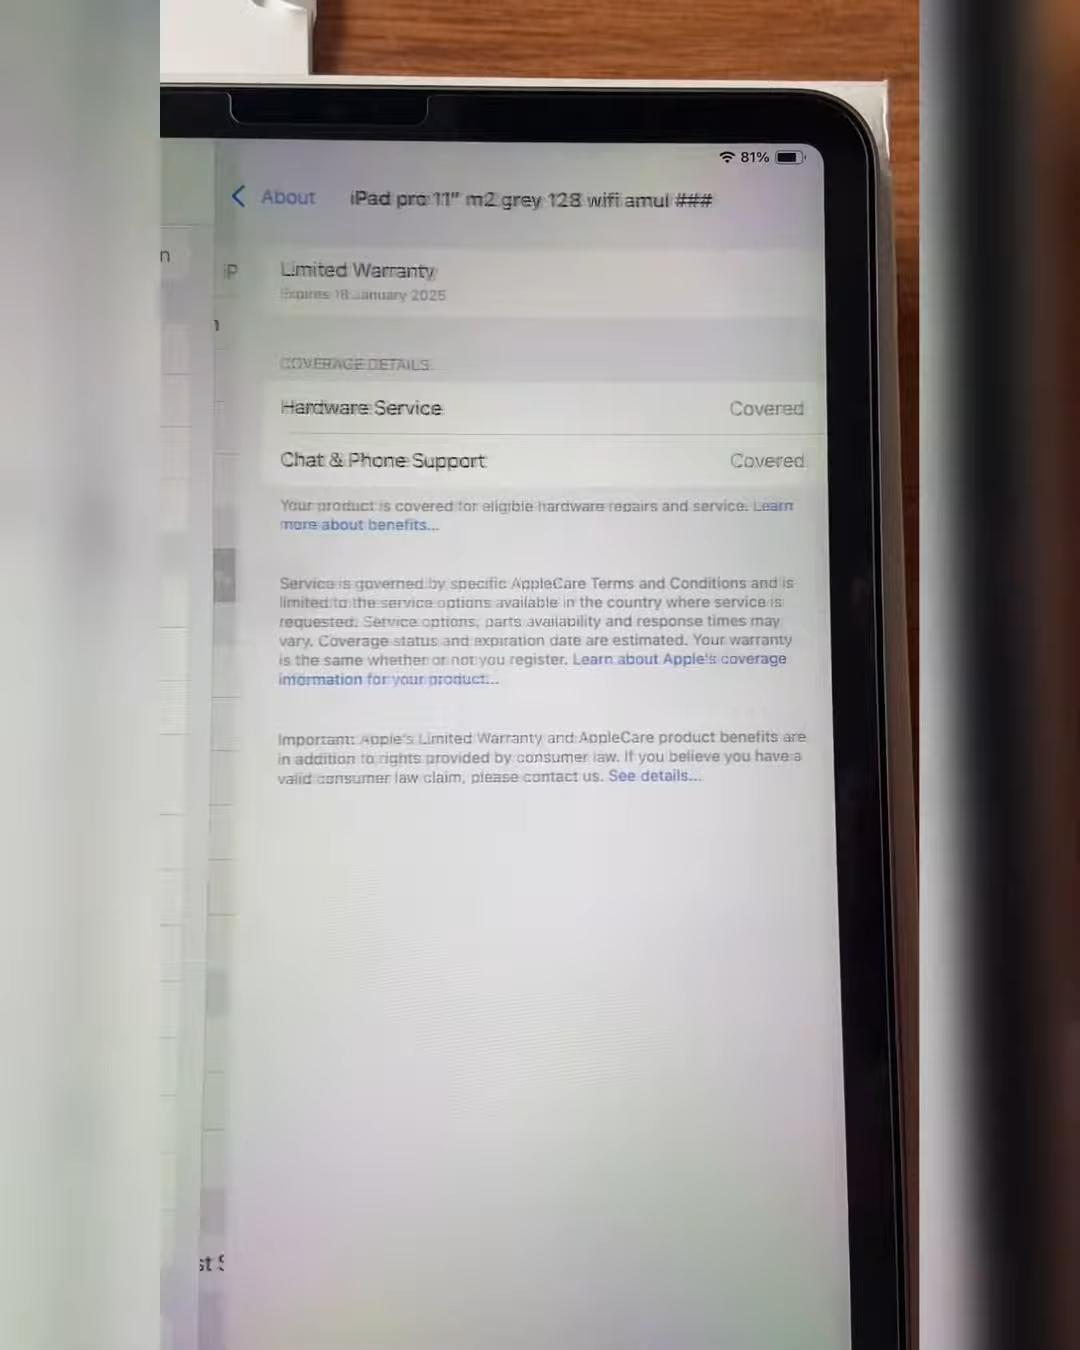 81%
About
iPad pro 11" m2 grey 128 wifi amul ###
n
iP
Limited Warranty
Expires 18 January 2025
COVERAGE DETAILS
Hardware Service Covered
Chat & Phone Support Covered
Your product is covered for eligible hardware repairs and service. Learn
more about benefits...
Service is governed by specific AppleCare Terms and Conditions and is
limited to the service options available in the country where service is
requested. Service options, parts availability and response times may
vary. Coverage status and expiration date are estimated. Your warranty
is the same whether or not you register. Learn about Apple's coverage
information for your product...
Important: Apple's Limited Warranty and AppleCare product benefits are
in addition to rights provided by consumer law. If you believe you have a
valid consumer law claim, please contact us. See details...
st S